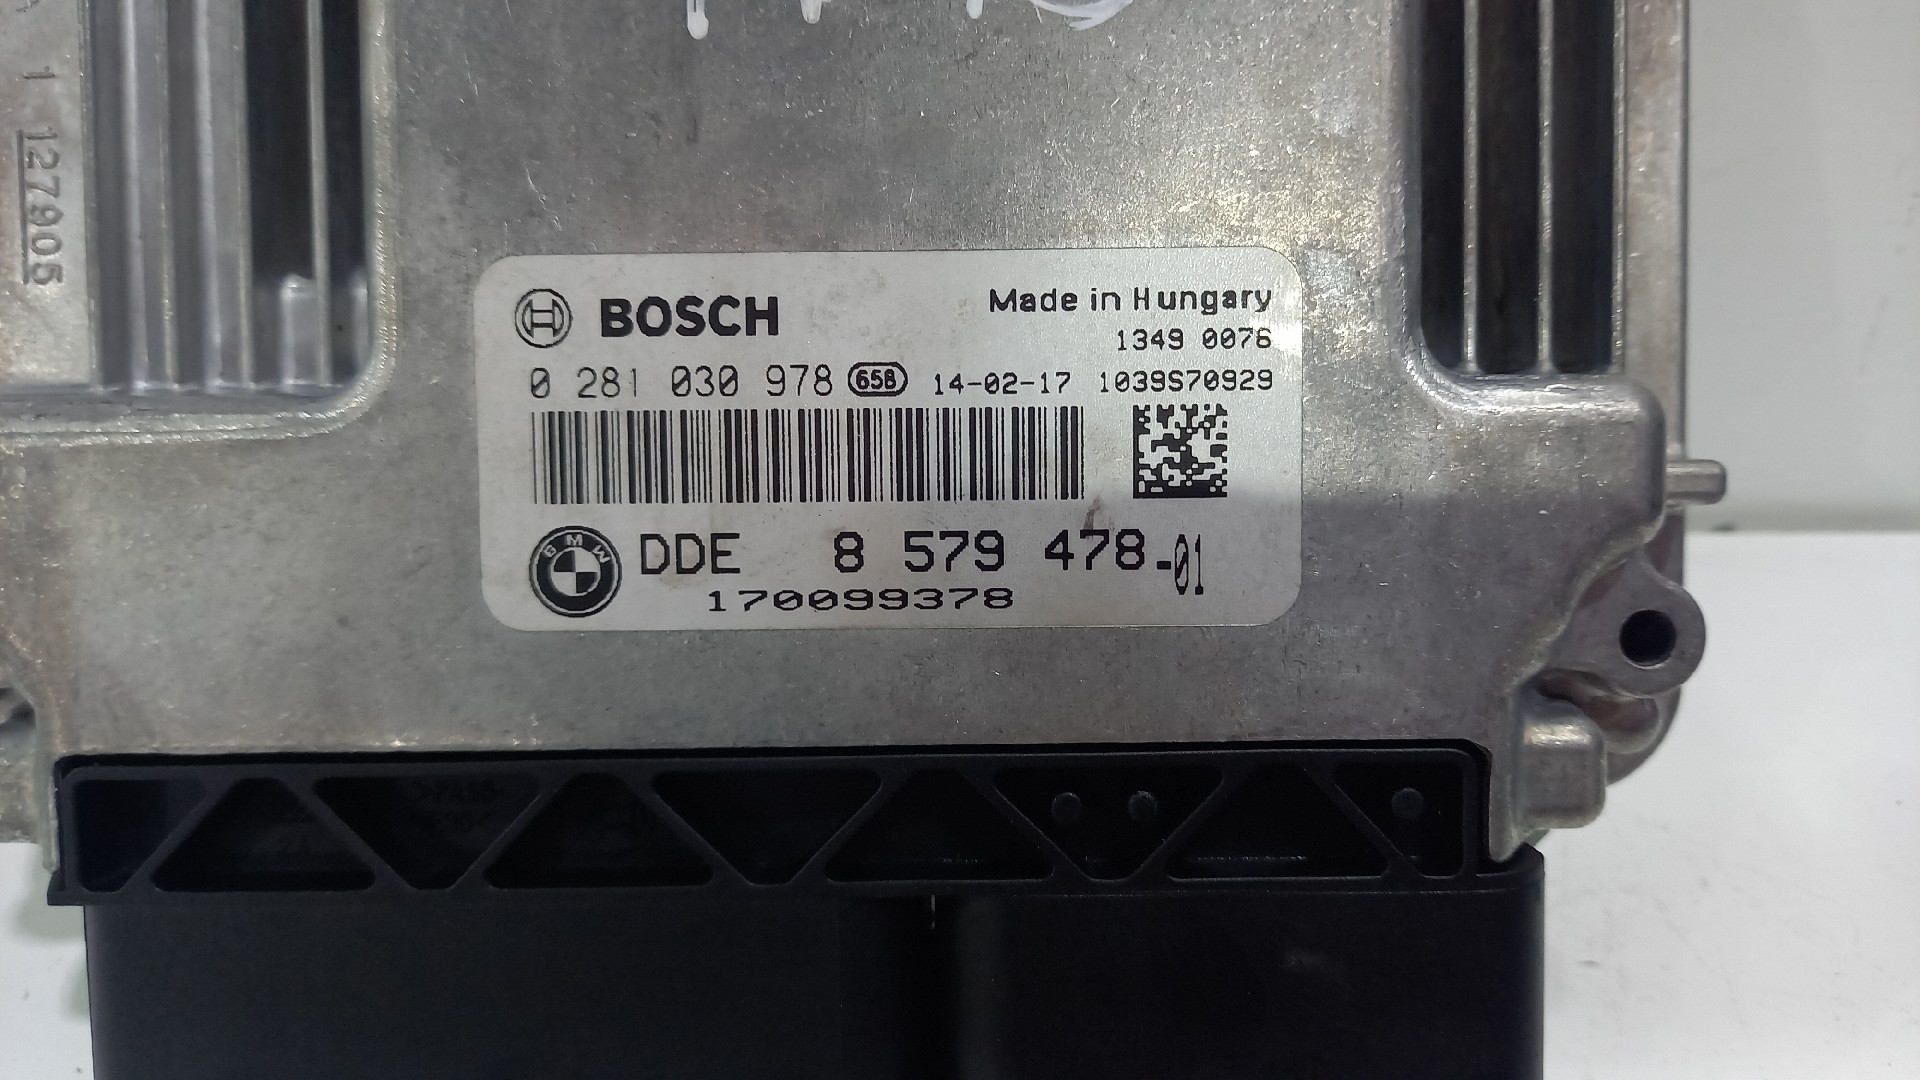 1 127905
BOSCH
Made in Hungary
1349 0076
0 281 030 978 658 14-02-17 1039S70929
BMW DDE 8 579 478-01
170099378